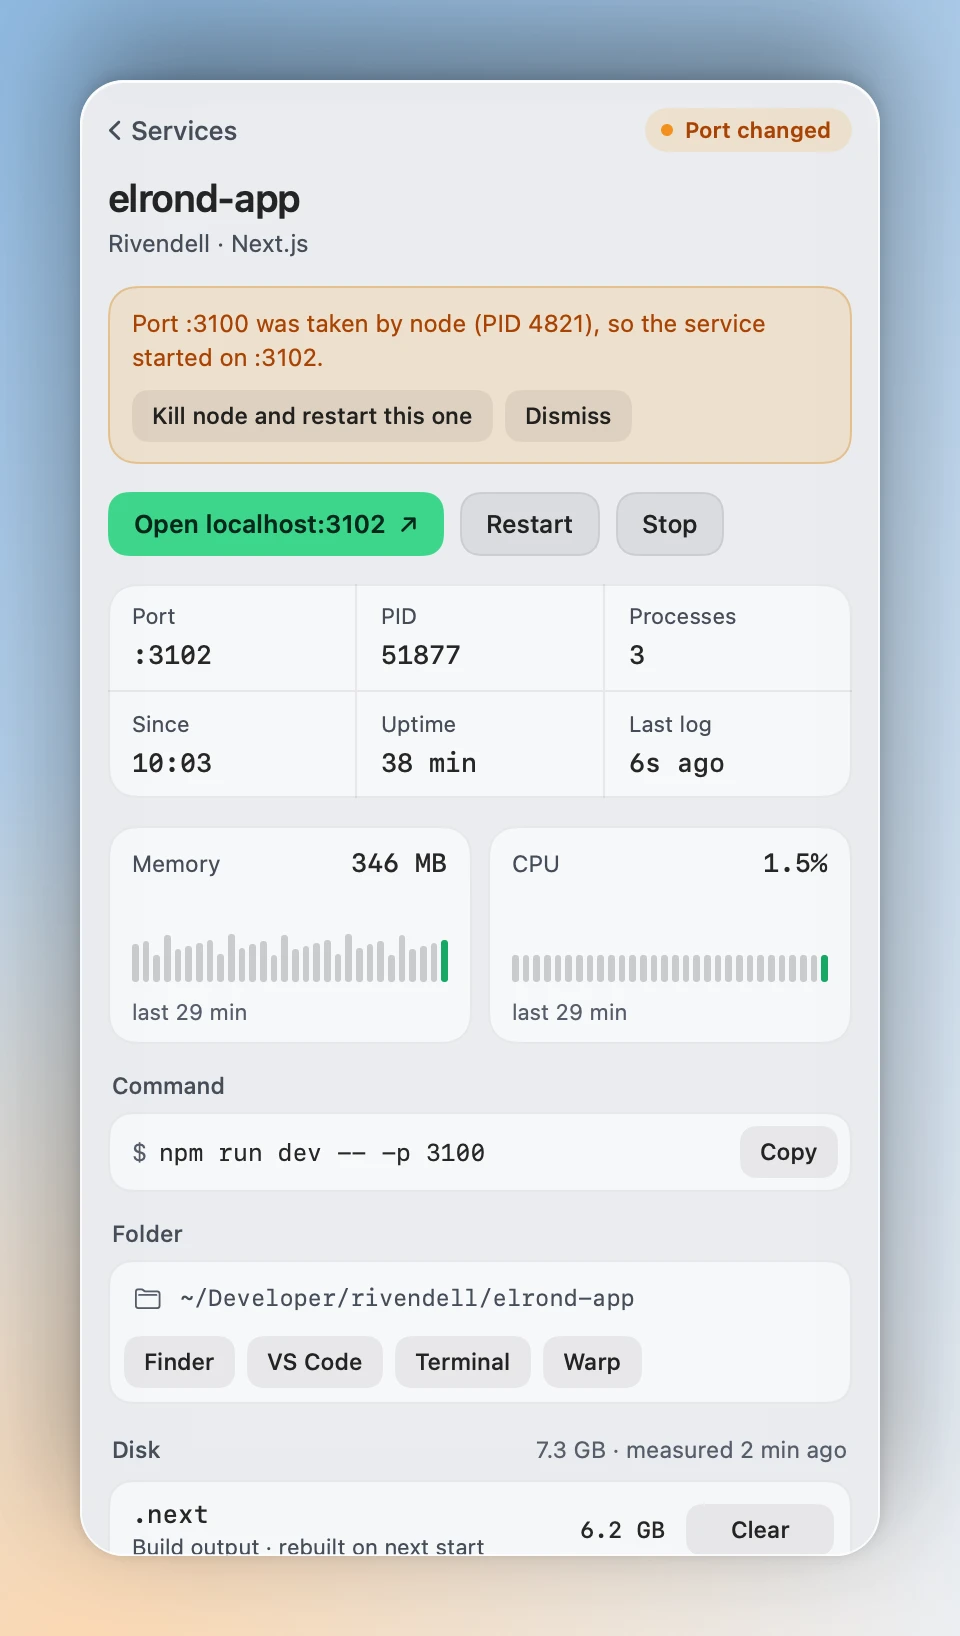 Services
Port changed
elrond-app
Rivendell · Next.js
Port :3100 was taken by node (PID 4821), so the service
started on :3102.
Kill node and restart this one
Dismiss
Open localhost:3102 ↗
Restart
Stop
Port
:3102
PID
51877
Processes
3
Since
10:03
Uptime
38 min
Last log
6s ago
Memory
346 MB
last 29 min
CPU
1.5%
last 29 min
Command
$ npm run dev -- -p 3100
Copy
Folder
~/Developer/rivendell/elrond-app
Finder
VS Code
Terminal
Warp
Disk
7.3 GB · measured 2 min ago
.next
Build output · rebuilt on next start
6.2 GB
Clear